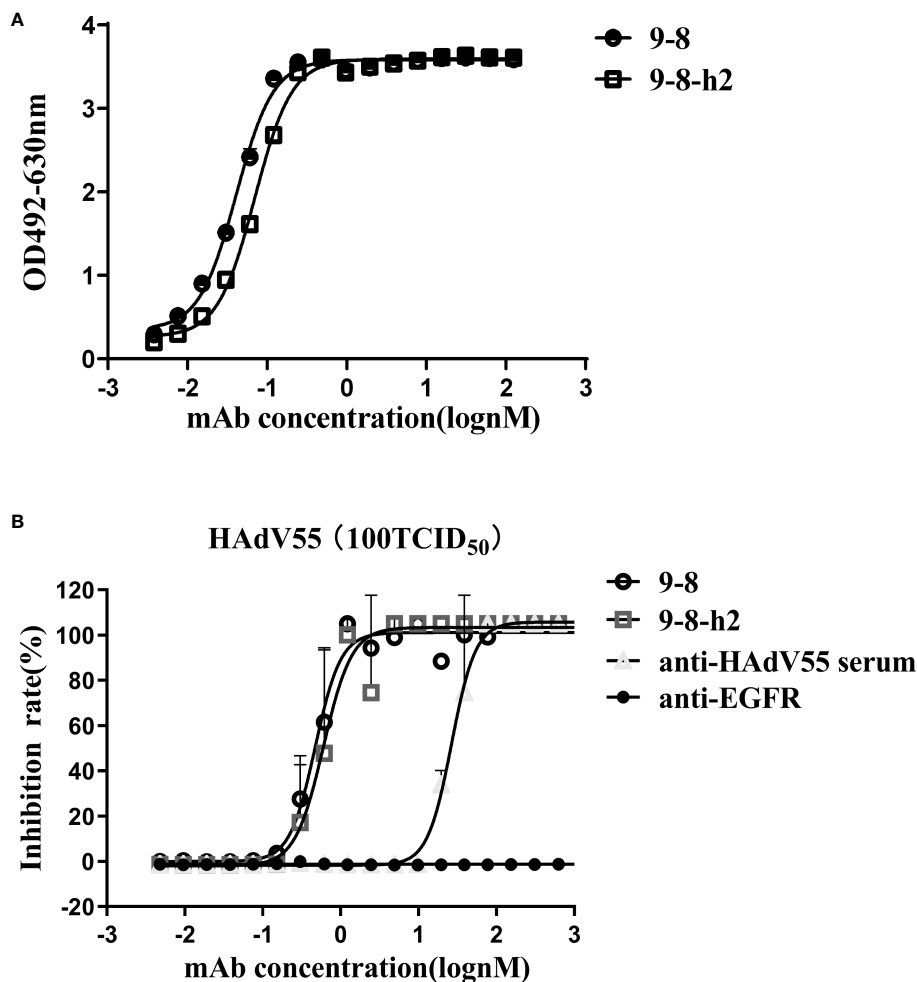 A
4
3
2
1
0
OD492-630nm
-3 -2 -1 0 1 2 3
mAb concentration(lognM)
9-8
9-8-h2
B
HAdV55（100TCID50）
120
100
80
60
40
20
0
-20
Inhibition rate(%)
-3 -2 -1 0 1 2 3
mAb concentration(lognM)
9-8
9-8-h2
anti-HAdV55 serum
anti-EGFR